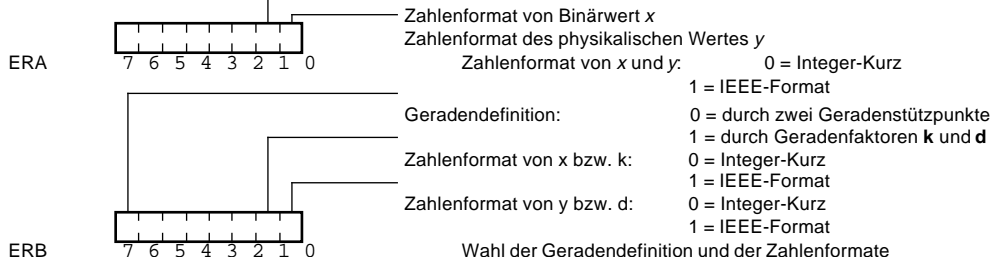 Zahlenformat von Binärwert x
Zahlenformat des physikalischen Wertes y
7 6 5 4 3 2 1 0
ERA
Zahlenformat von x und y: 0 = Integer-Kurz
1 = IEEE-Format
Geradendefinition: 0 = durch zwei Geradenstützpunkte
1 = durch Geradenfaktoren k und d
Zahlenformat von x bzw. k: 0 = Integer-Kurz
1 = IEEE-Format
Zahlenformat von y bzw. d: 0 = Integer-Kurz
1 = IEEE-Format
ERB 7 6 5 4 3 2 1 0 Wahl der Geradendefinition und der Zahlenformate